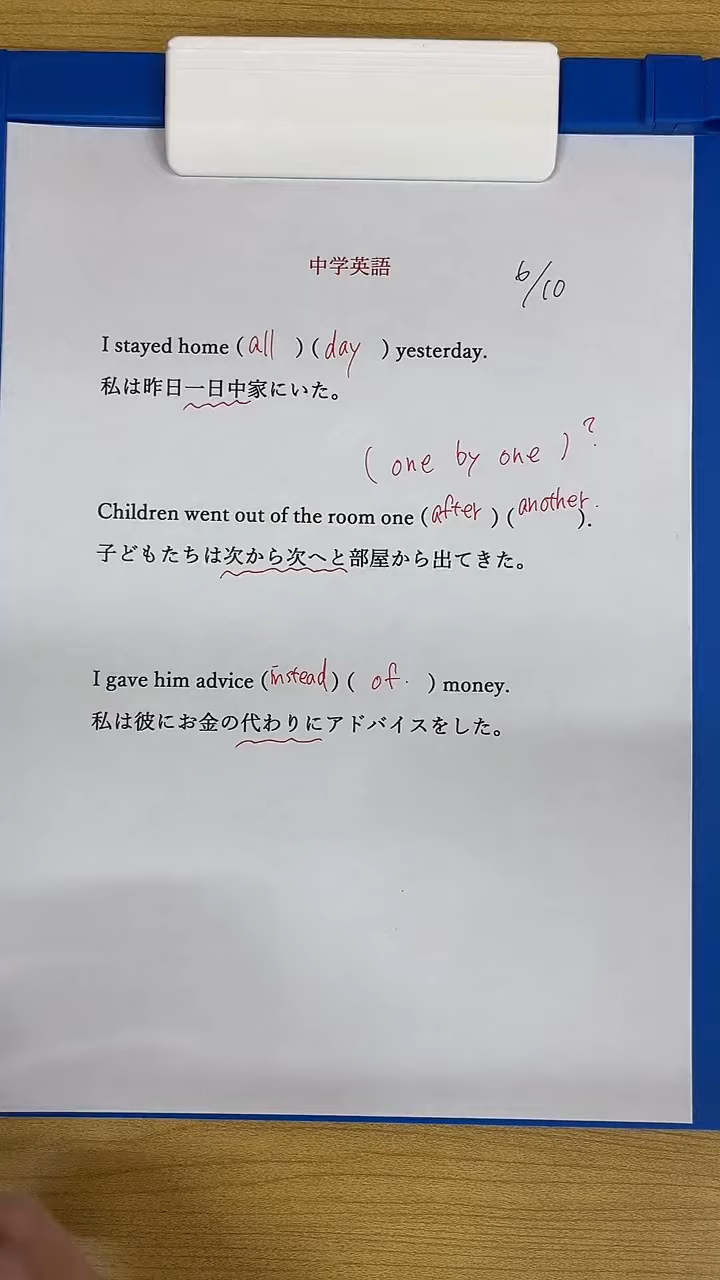 中学英語
6/10
I stayed home ( all ) ( day ) yesterday.
私は昨日一日中家にいた。
( one by one ) ?
Children went out of the room one ( after ) ( another. ).
子どもたちは次から次へと部屋から出てきた。
I gave him advice ( instead ) ( of. ) money.
私は彼にお金の代わりにアドバイスをした。